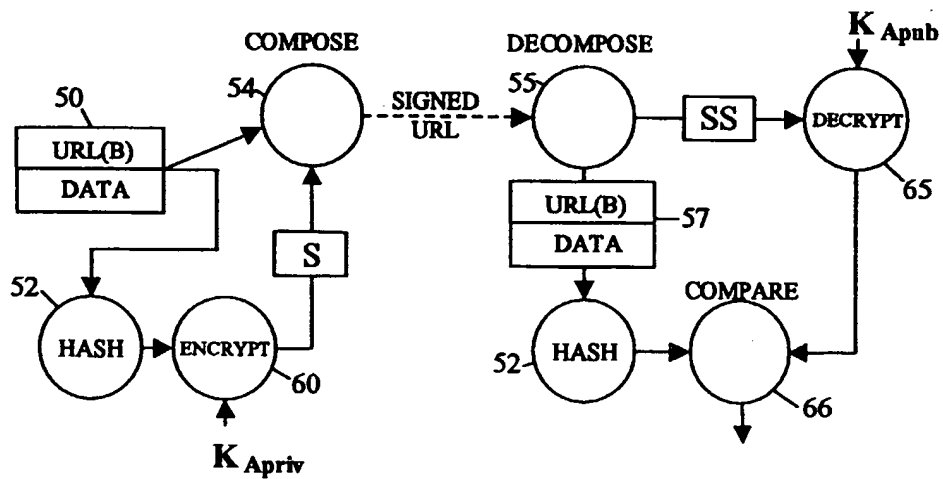 COMPOSE
DECOMPOSE
K Apub
50
54
55
SIGNED
URL
SS
DECRYPT
65
URL(B)
DATA
URL(B)
DATA
57
S
52
HASH
ENCRYPT
60
K Apriv
52
HASH
COMPARE
66